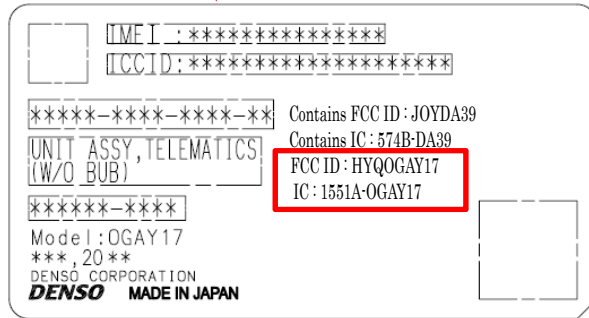 IMEI :***************
ICCID:********************
*****-****-****-**
Contains FCC ID : JOYDA39
Contains IC : 574B-DA39
UNIT ASSY,TELEMATICS
(W/O BUB)
FCC ID : HYQOGAY17
IC : 1551A-OGAY17
******-****
Model:OGAY17
***,20**
DENSO CORPORATION
DENSO MADE IN JAPAN